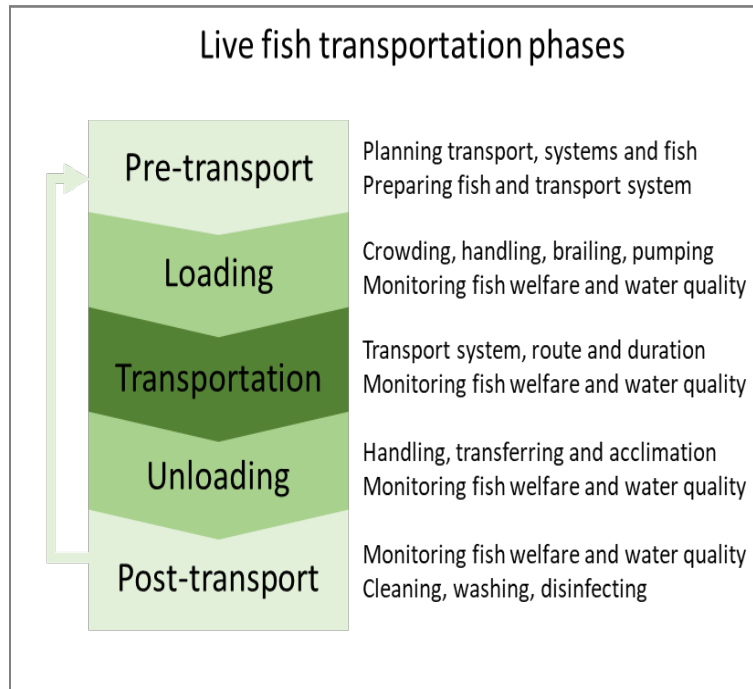 Live fish transportation phases
Pre-transport
Planning transport, systems and fish
Preparing fish and transport system
Loading
Crowding, handling, brailing, pumping
Monitoring fish welfare and water quality
Transportation
Transport system, route and duration
Monitoring fish welfare and water quality
Unloading
Handling, transferring and acclimation
Monitoring fish welfare and water quality
Post-transport
Monitoring fish welfare and water quality
Cleaning, washing, disinfecting